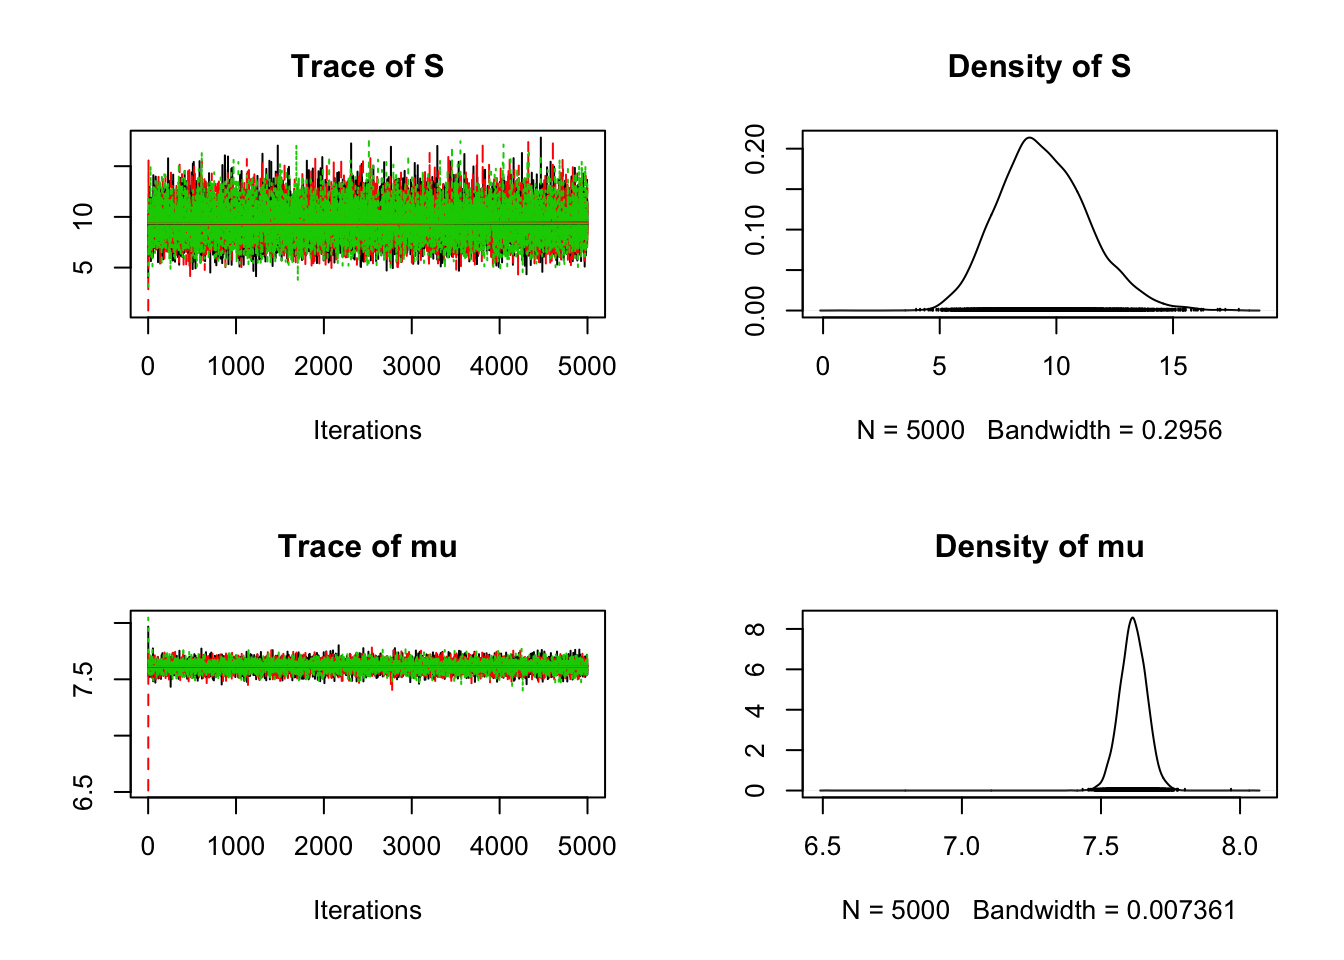 Trace of S
5 10
0 1000 2000 3000 4000 5000
Iterations
Density of S
0.00 0.10 0.20
0 5 10 15
N = 5000 Bandwidth = 0.2956
Trace of mu
6.5 7.5
0 1000 2000 3000 4000 5000
Iterations
Density of mu
0 2 4 6 8
6.5 7.0 7.5 8.0
N = 5000 Bandwidth = 0.007361